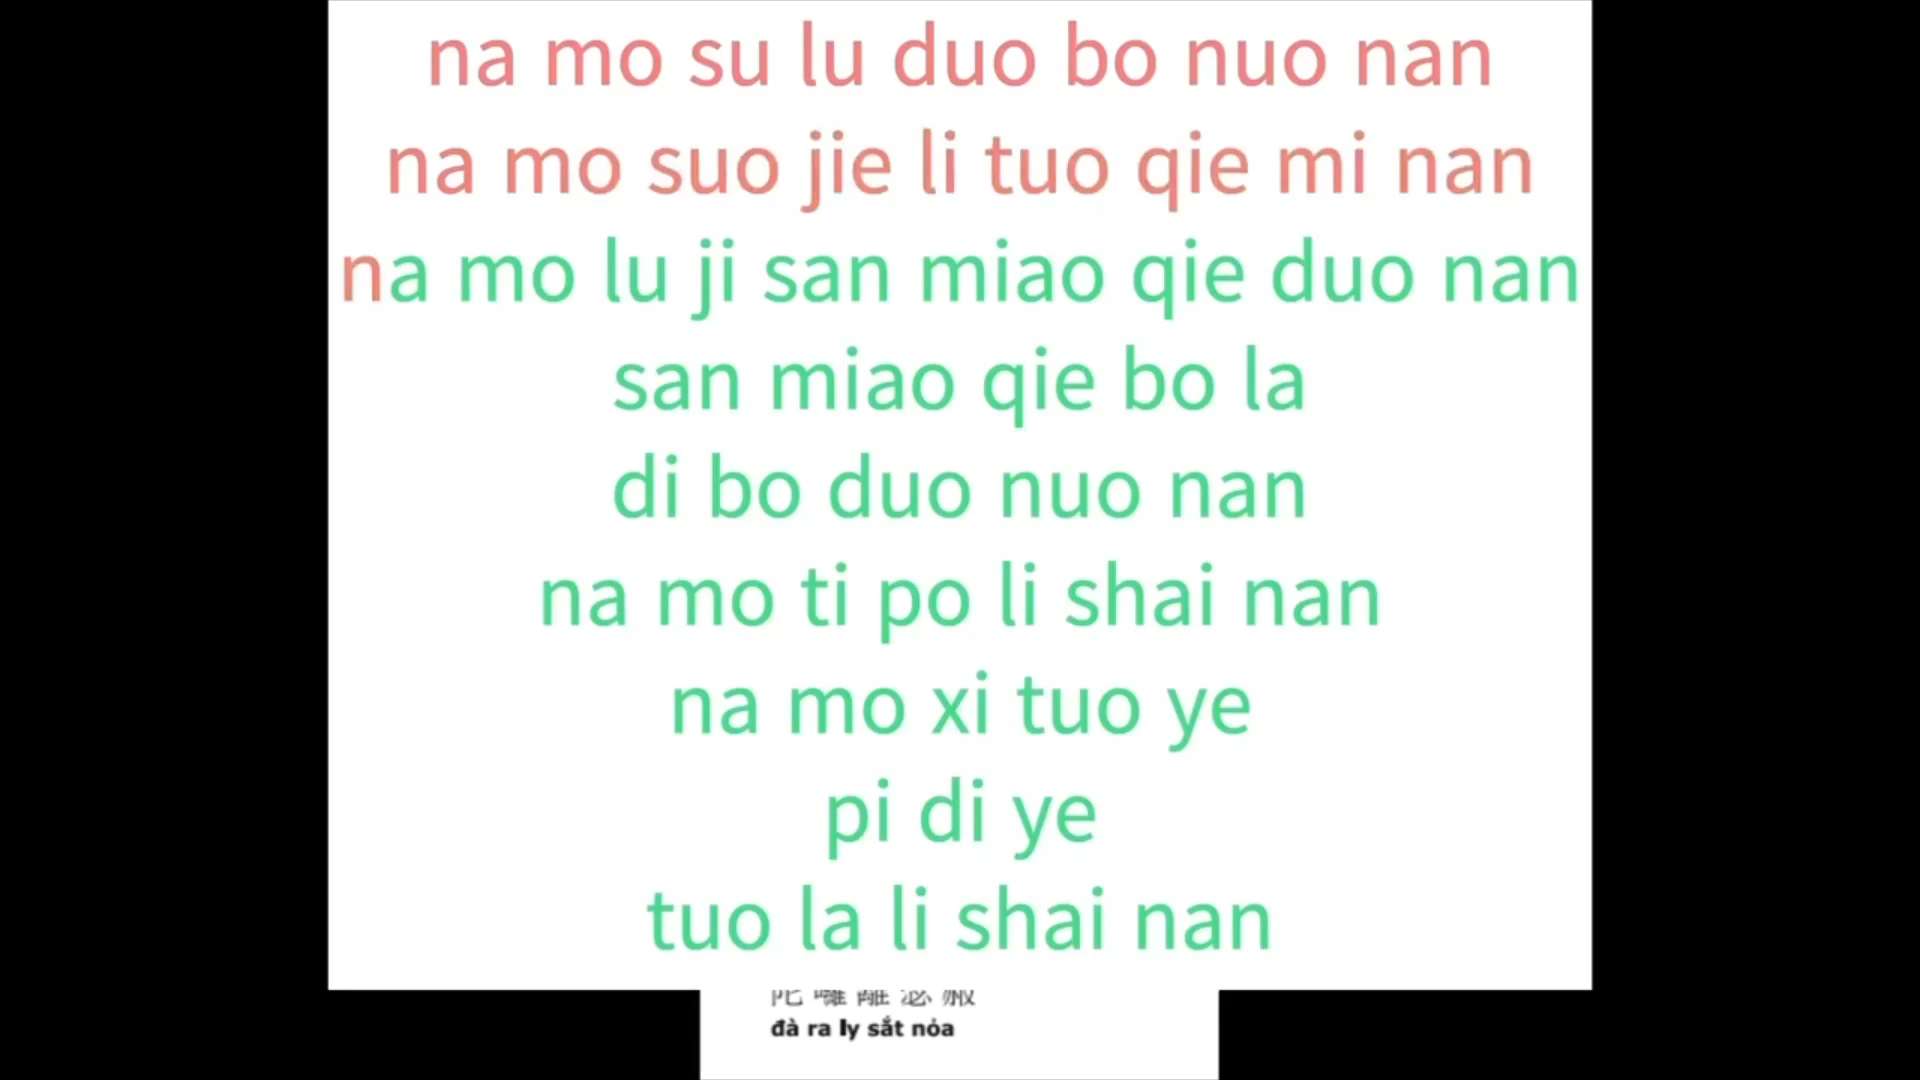 na mo su lu duo bo nuo nan
na mo suo jie li tuo qie mi nan
na mo lu ji san miao qie duo nan
san miao qie bo la
di bo duo nuo nan
na mo ti po li shai nan
na mo xi tuo ye
pi di ye
tuo la li shai nan
đà ra ly sắt nỏa